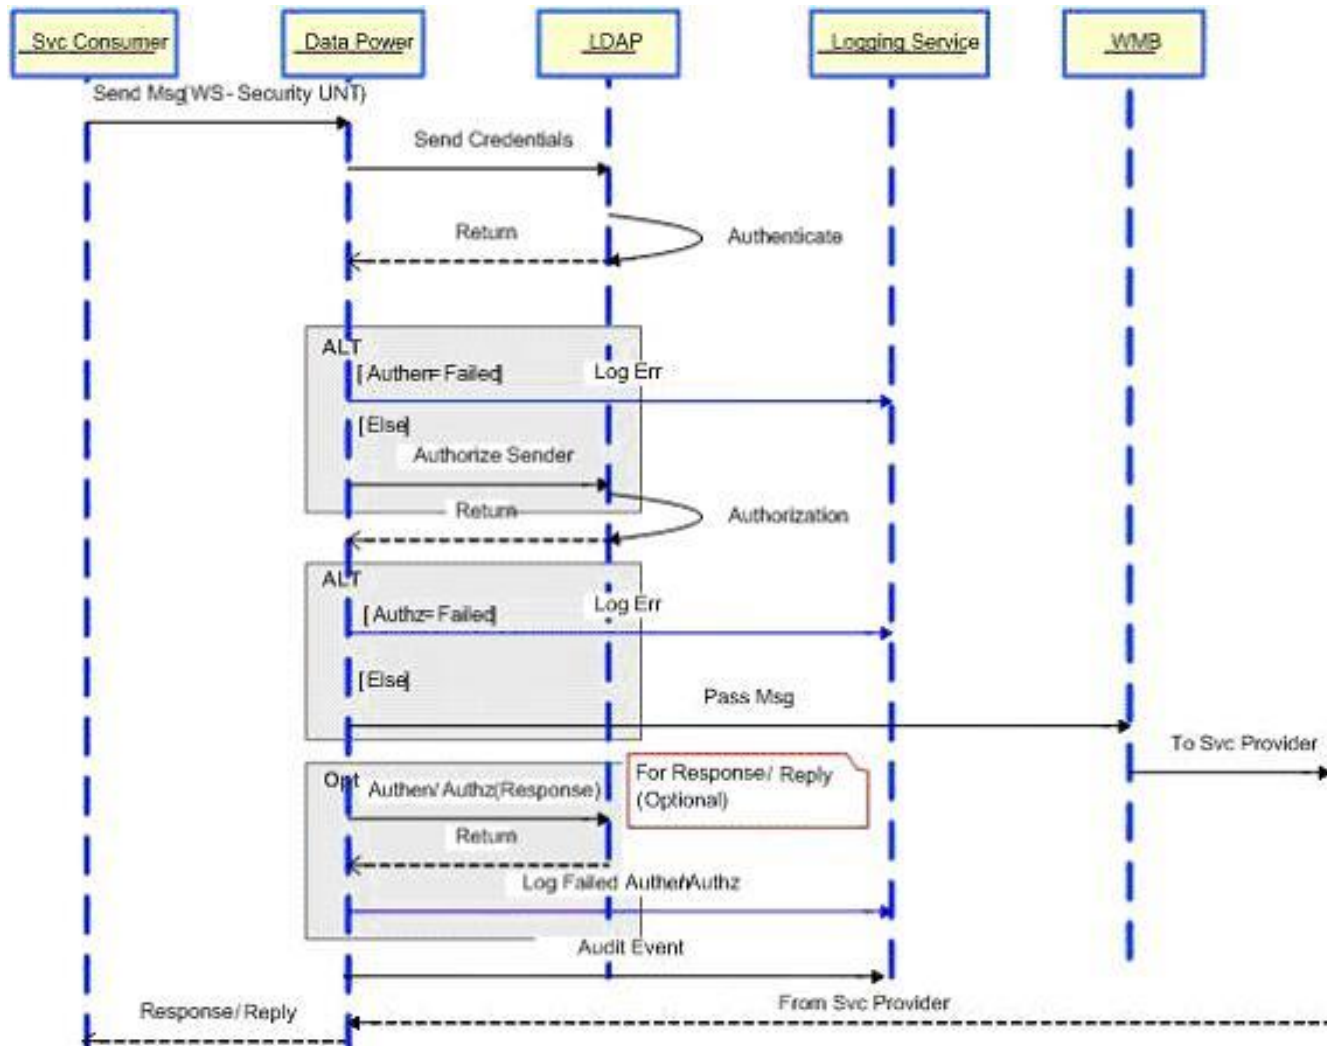 Svc Consumer
Data Power
LDAP
Logging Service
WMB
Send Msg(WS-Security UNT)
Send Credentials
Return
Authenticate
ALT
[Authen=Failed]
Log Err
[Else]
Authorize Sender
Return
Authorization
ALT
[Authz=Failed]
Log Err
[Else]
Pass Msg
To Svc Provider
Opt
Authen/Authz(Response)
For Response/ Reply
(Optional)
Return
Log Failed Authen/Authz
Audit Event
From Svc Provider
Response/Reply